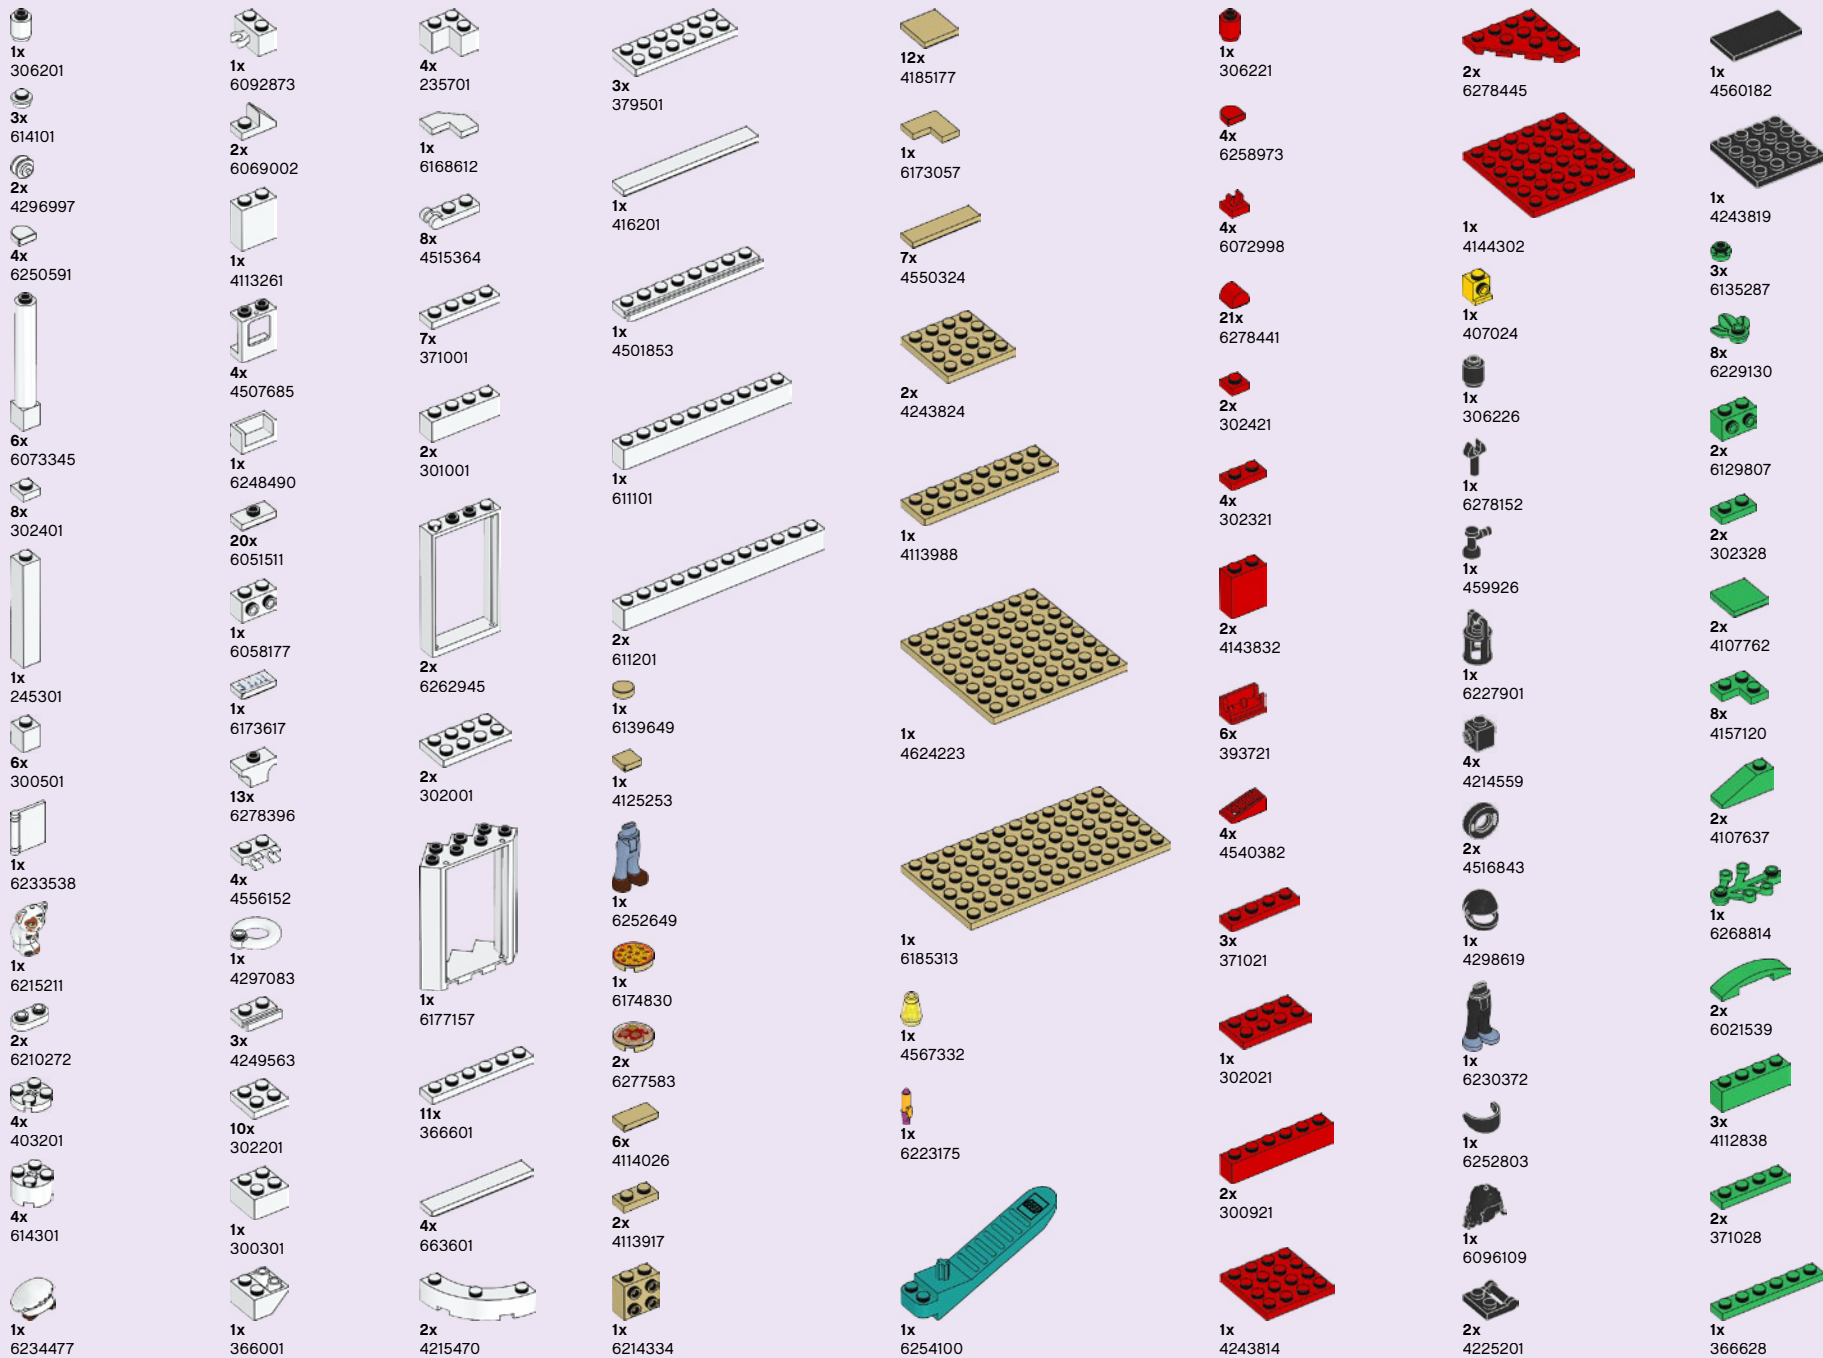 1x
306201
3x
614101
2x
4296997
4x
6250591
6x
6073345
8x
302401
1x
245301
6x
300501
1x
6233538
1x
6215211
2x
6210272
4x
403201
4x
614301
1x
6234477
1x
6092873
2x
6069002
1x
4113261
4x
4507685
1x
6248490
20x
6051511
1x
6058177
1x
6173617
13x
6278396
4x
4556152
1x
4297083
3x
4249563
10x
302201
1x
300301
1x
366001
4x
235701
1x
6168612
8x
4515364
7x
371001
2x
301001
2x
6262945
2x
302001
1x
6177157
11x
366601
4x
663601
2x
4215470
3x
379501
1x
416201
1x
4501853
1x
611101
2x
611201
1x
6139649
1x
4125253
1x
6252649
1x
6174830
2x
6277583
6x
4114026
2x
4113917
1x
6214334
12x
4185177
1x
6173057
7x
4550324
2x
4243824
1x
4113988
1x
4624223
1x
6185313
1x
4567332
1x
6223175
1x
6254100
1x
306221
4x
6258973
4x
6072998
21x
6278441
2x
302421
4x
302321
2x
4143832
6x
393721
4x
4540382
3x
371021
1x
302021
2x
300921
1x
4243814
2x
6278445
1x
4144302
1x
407024
1x
306226
1x
6278152
1x
459926
1x
6227901
4x
4214559
2x
4516843
1x
4298619
1x
6230372
1x
6252803
1x
6096109
2x
4225201
1x
4560182
1x
4243819
3x
6135287
8x
6229130
2x
6129807
2x
302328
2x
4107762
8x
4157120
2x
4107637
1x
6268814
2x
6021539
3x
4112838
2x
371028
1x
366628